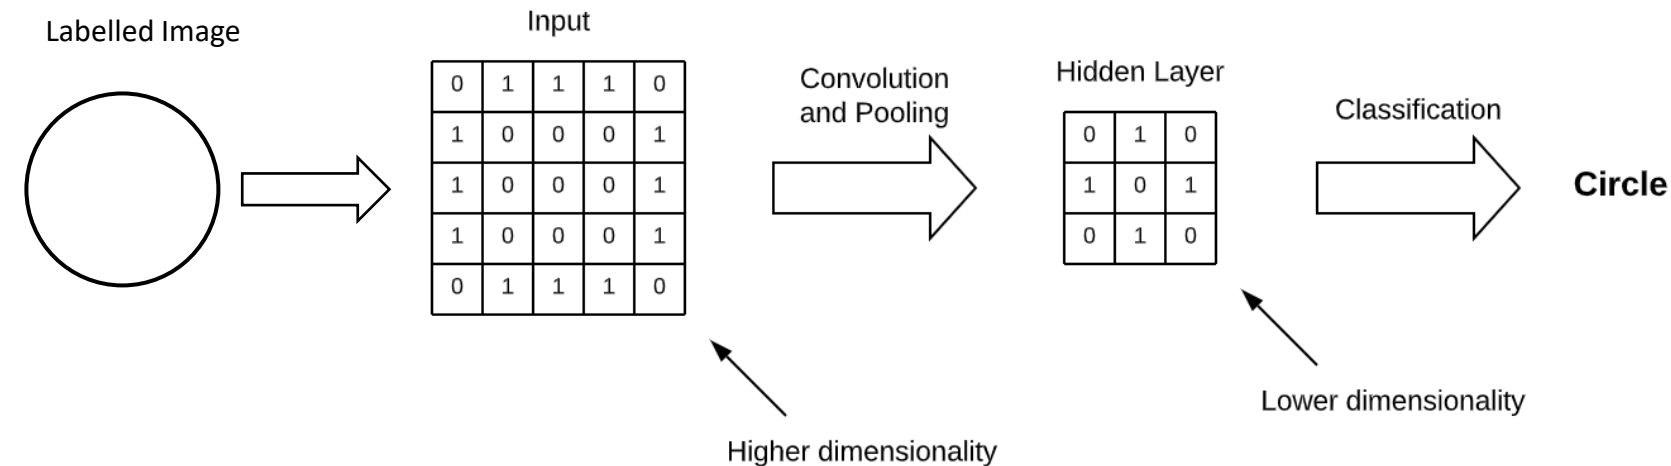 Labelled Image
Input
0 1 1 1 0
1 0 0 0 1
1 0 0 0 1
1 0 0 0 1
0 1 1 1 0
Higher dimensionality
Convolution
and Pooling
Hidden Layer
0 1 0
1 0 1
0 1 0
Lower dimensionality
Classification
Circle